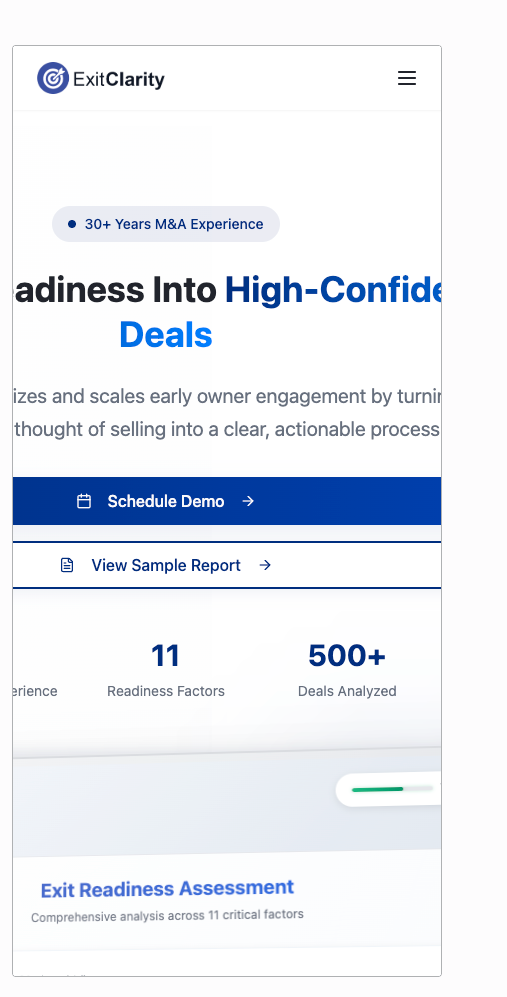 ExitClarity
30+ Years M&A Experience
eadiness Into High-Confide
Deals
izes and scales early owner engagement by turnin
thought of selling into a clear, actionable process
Schedule Demo
View Sample Report
11
500+
erience
Readiness Factors
Deals Analyzed
Exit Readiness Assessment
Comprehensive analysis across 11 critical factors